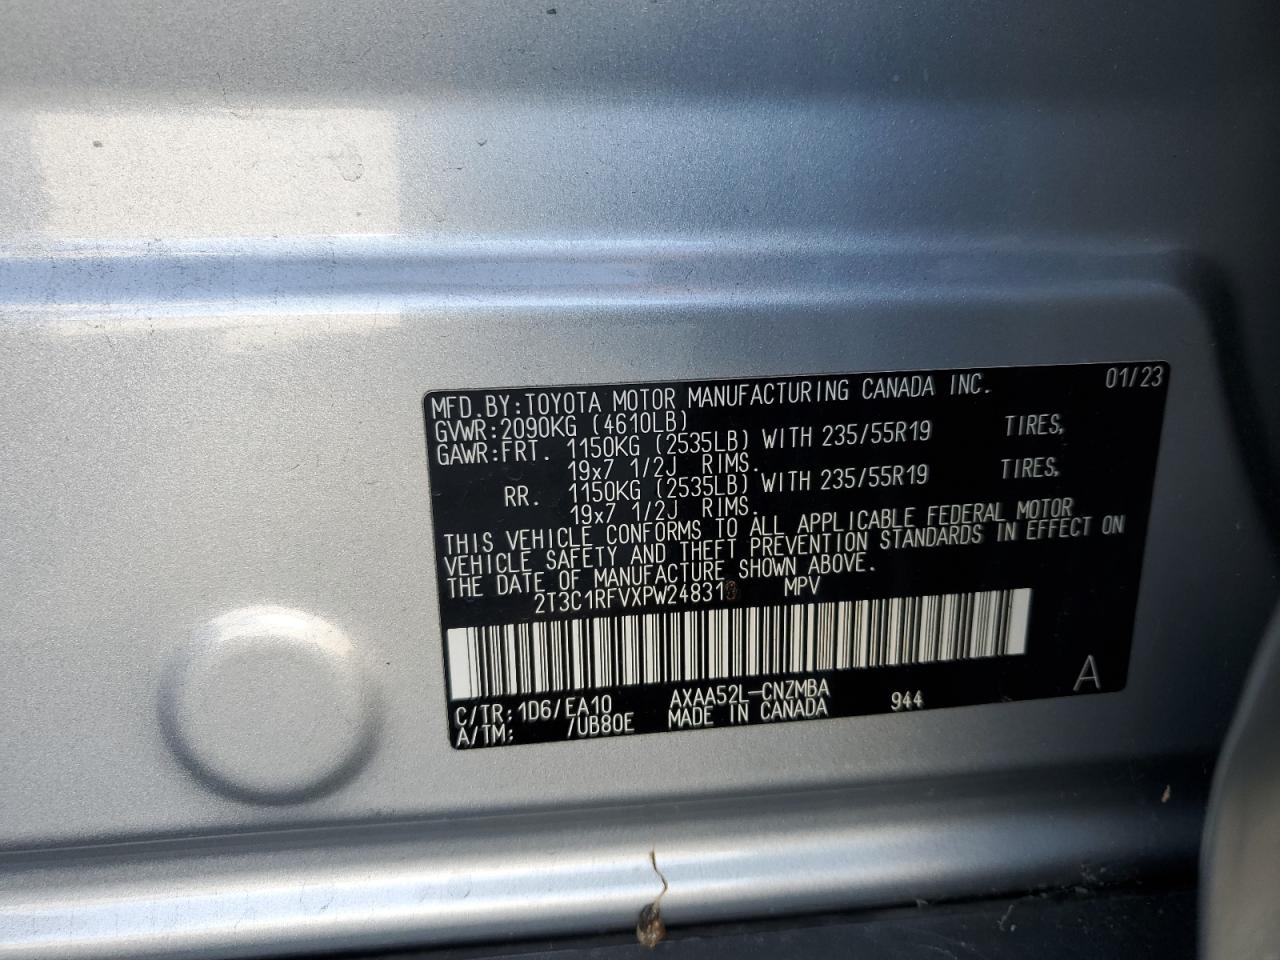 MFD.BY:TOYOTA MOTOR MANUFACTURING CANADA INC. 01/23
GVWR:2090KG (4610LB)
GAWR:FRT. 1150KG (2535LB) WITH 235/55R19 TIRES,
19x7 1/2J RIMS.
RR. 1150KG (2535LB) WITH 235/55R19 TIRES,
19x7 1/2J RIMS.
THIS VEHICLE CONFORMS TO ALL APPLICABLE FEDERAL MOTOR
VEHICLE SAFETY AND THEFT PREVENTION STANDARDS IN EFFECT ON
THE DATE OF MANUFACTURE SHOWN ABOVE.
MPV
C/TR:1D6/EA10 AXAA52L-CNZMBA 944 A
A/TM: /UB80E MADE IN CANADA